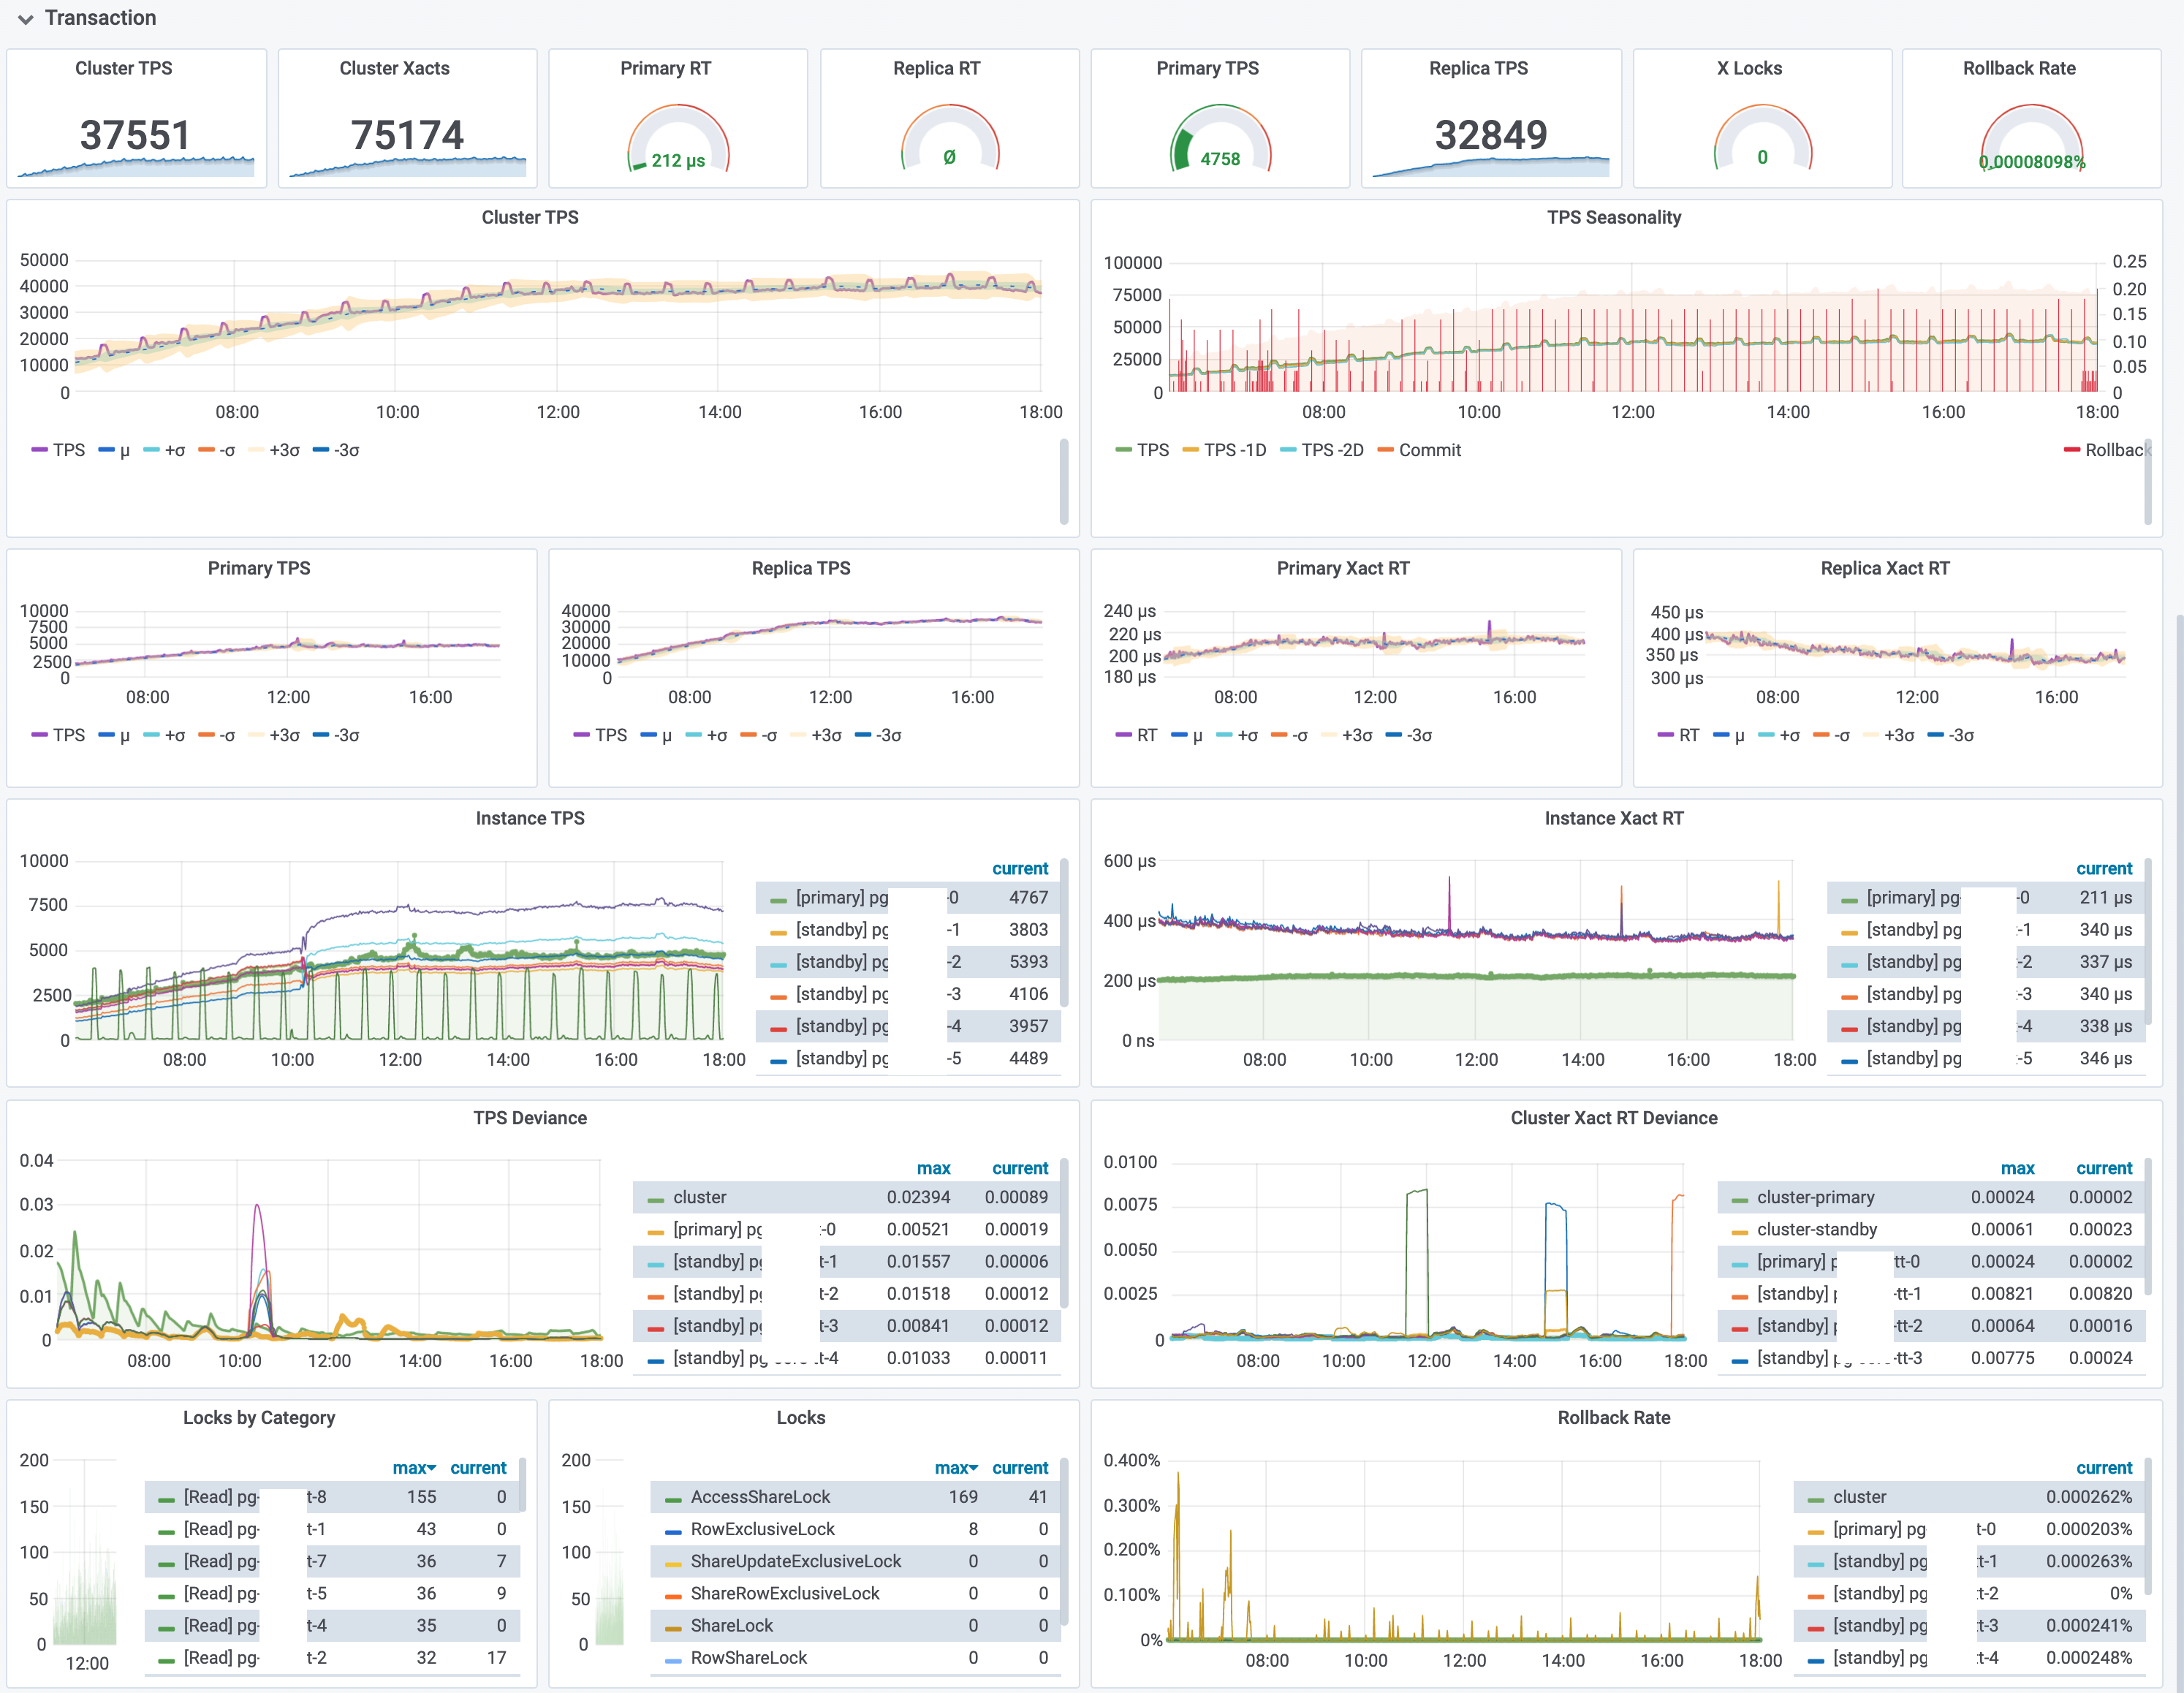 Transaction
Cluster TPS
37551
Cluster Xacts
75174
Primary RT
212 µs
Replica RT
Ø
Primary TPS
4758
Replica TPS
32849
X Locks
0
Rollback Rate
0.00008098%
Cluster TPS
50000
40000
30000
20000
10000
0
08:00 10:00 12:00 14:00 16:00 18:00
TPS µ +σ -σ +3σ -3σ
TPS Seasonality
100000 0.25
75000 0.20
50000 0.15
25000 0.10
0 0.05
0
08:00 10:00 12:00 14:00 16:00 18:00
TPS TPS -1D TPS -2D Commit Rollback
Primary TPS
10000
7500
5000
2500
0
08:00 12:00 16:00
TPS µ +σ -σ +3σ -3σ
Replica TPS
40000
30000
20000
10000
0
08:00 12:00 16:00
TPS µ +σ -σ +3σ -3σ
Primary Xact RT
240 µs
220 µs
200 µs
180 µs
08:00 12:00 16:00
RT µ +σ -σ +3σ -3σ
Replica Xact RT
450 µs
400 µs
350 µs
300 µs
08:00 12:00 16:00
RT µ +σ -σ +3σ -3σ
Instance TPS
10000
7500
5000
2500
0
08:00 10:00 12:00 14:00 16:00 18:00
current
[primary] pg -0 4767
[standby] pg -1 3803
[standby] pg -2 5393
[standby] pg -3 4106
[standby] pg -4 3957
[standby] pg -5 4489
Instance Xact RT
600 µs
400 µs
200 µs
0 ns
08:00 10:00 12:00 14:00 16:00 18:00
current
[primary] pg- -0 211 µs
[standby] pg t-1 340 µs
[standby] pg t-2 337 µs
[standby] pg t-3 340 µs
[standby] pg t-4 338 µs
[standby] pg t-5 346 µs
TPS Deviance
0.04
0.03
0.02
0.01
0
08:00 10:00 12:00 14:00 16:00 18:00
max current
cluster 0.02394 0.00089
[primary] pg t-0 0.00521 0.00019
[standby] pg t-1 0.01557 0.00006
[standby] pg t-2 0.01518 0.00012
[standby] pg t-3 0.00841 0.00012
[standby] pg t-4 0.01033 0.00011
Cluster Xact RT Deviance
0.0100
0.0075
0.0050
0.0025
0
08:00 10:00 12:00 14:00 16:00 18:00
max current
cluster-primary 0.00024 0.00002
cluster-standby 0.00061 0.00023
[primary] p tt-0 0.00024 0.00002
[standby] p -tt-1 0.00821 0.00820
[standby] p -tt-2 0.00064 0.00016
[standby] pg -tt-3 0.00775 0.00024
Locks by Category
200
150
100
50
0
12:00
max current
[Read] pg- t-8 155 0
[Read] pg- t-1 43 0
[Read] pg- t-7 36 7
[Read] pg- t-5 36 9
[Read] pg- t-4 35 0
[Read] pg- t-2 32 17
Locks
200
150
100
50
0
max current
AccessShareLock 169 41
RowExclusiveLock 8 0
ShareUpdateExclusiveLock 0 0
ShareRowExclusiveLock 0 0
ShareLock 0 0
RowShareLock 0 0
Rollback Rate
0.400%
0.300%
0.200%
0.100%
0%
08:00 10:00 12:00 14:00 16:00 18:00
current
cluster 0.000262%
[primary] pg t-0 0.000203%
[standby] pg tt-1 0.000263%
[standby] pg tt-2 0%
[standby] pg t-3 0.000241%
[standby] pg t-4 0.000248%